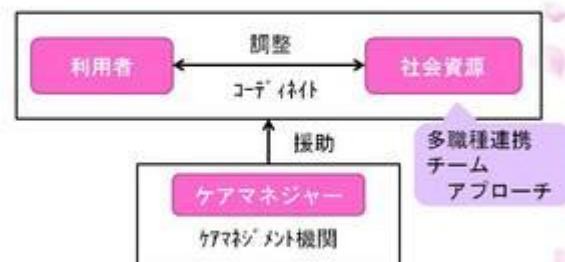 利用者
調整
ｺｰﾃﾞｨﾈｲﾄ
社会資源
援助
多職種連携
チーム
アプローチ
ケアマネジャー
ｹｱﾏﾈｼﾞﾒﾝﾄ機関